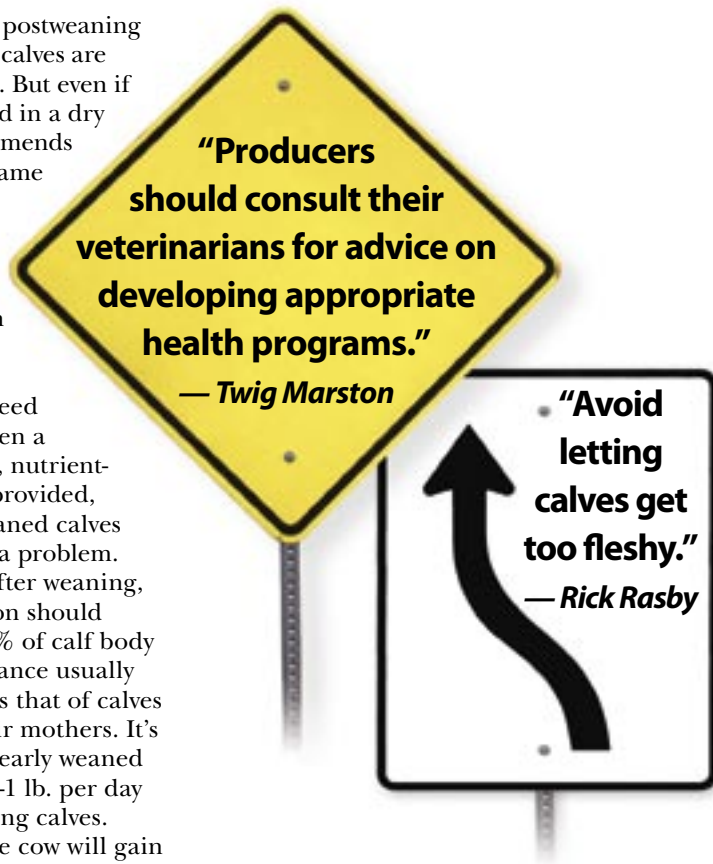 postweaning
calves are
. But even if
d in a dry
mends
ame
n
eed
en a
, nutrient-
provided,
aned calves
a problem.
fter weaning,
on should
% of calf body
ance usually
s that of calves
r mothers. It's
early weaned
-1 lb. per day
ng calves.
e cow will gain
“Producers
should consult their
veterinarians for advice on
developing appropriate
health programs.”
— Twig Marston
“Avoid
letting
calves get
too fleshy.”
— Rick Rasby